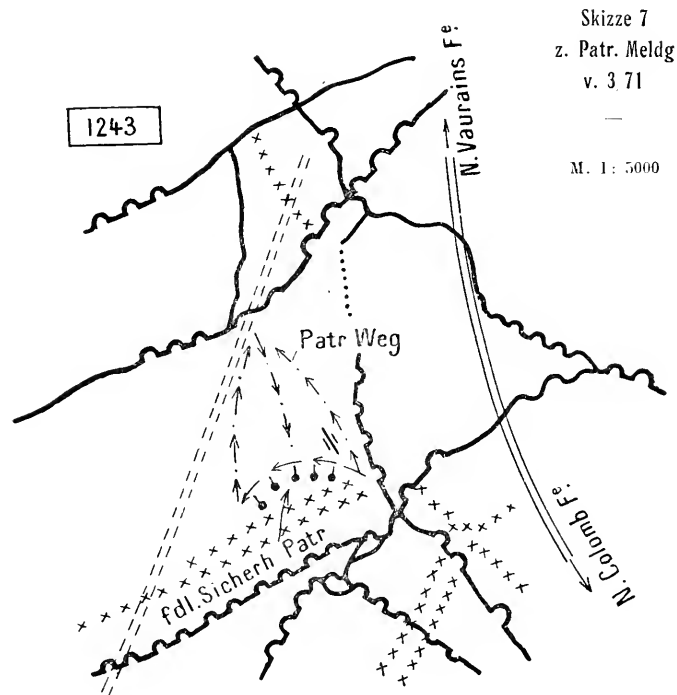 Skizze 7
z. Patr. Meldg
v. 3 71
—
M. 1 : 5000
1243
N. Vaurains Fe.
Patr Weg
fdl. Sicherh Patr
N. Colomb Fe.